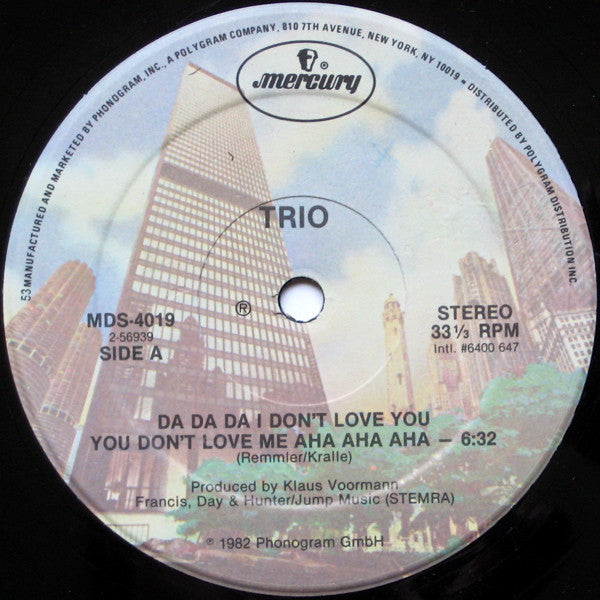 53 MANUFACTURED AND MARKETED BY PHONOGRAM, INC., A POLYGRAM COMPANY, 810 7TH AVENUE, NEW YORK, NY 10019 • DISTRIBUTED BY POLYGRAM DISTRIBUTION INC
mercury ®
TRIO
MDS-4019
2-56939
SIDE A
℗
STEREO
33⅓ RPM
Intl. #6400 647
DA DA DA I DON'T LOVE YOU
YOU DON'T LOVE ME AHA AHA AHA — 6:32
(Remmler/Kralle)
Produced by Klaus Voormann
Francis, Day & Hunter/Jump Music (STEMRA)
℗ 1982 Phonogram GmbH